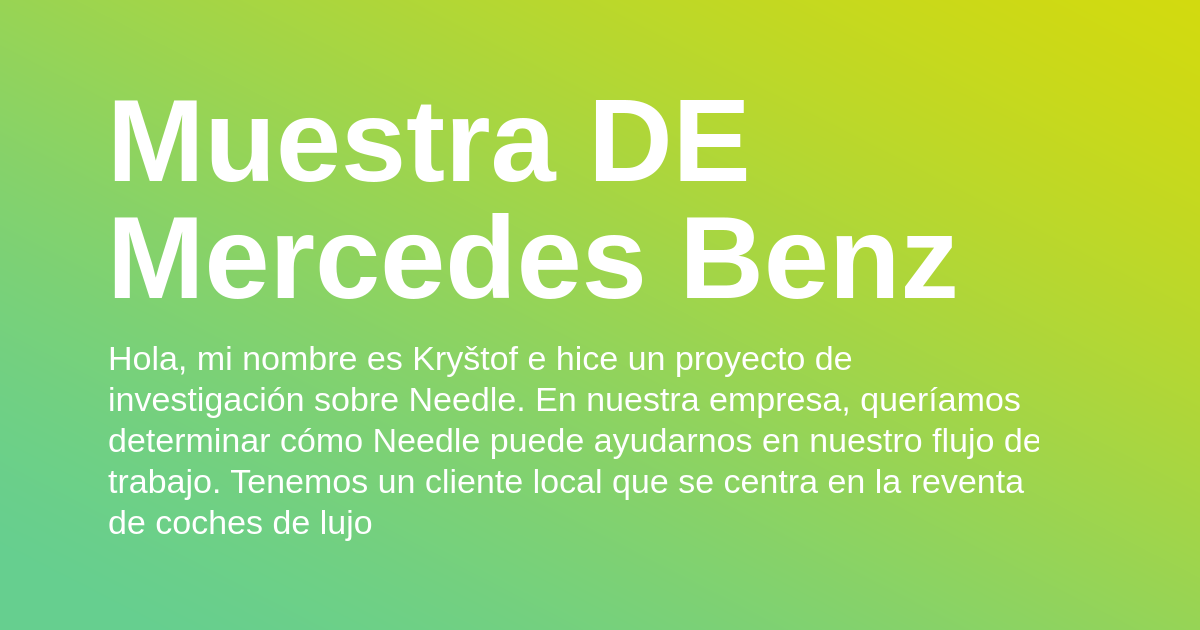 Muestra DE
Mercedes Benz
Hola, mi nombre es Kryštof e hice un proyecto de
investigación sobre Needle. En nuestra empresa, queríamos
determinar cómo Needle puede ayudarnos en nuestro flujo de
trabajo. Tenemos un cliente local que se centra en la reventa
de coches de lujo